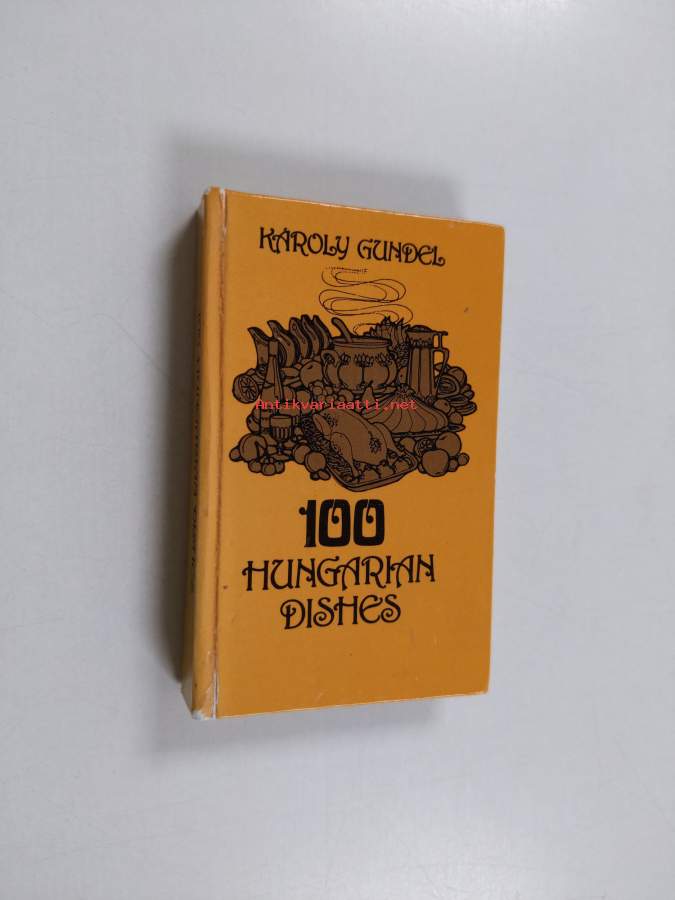 KÁROLY GUNDEL
Antikvariaatti.net
100
HUNGARIAN
DISHES